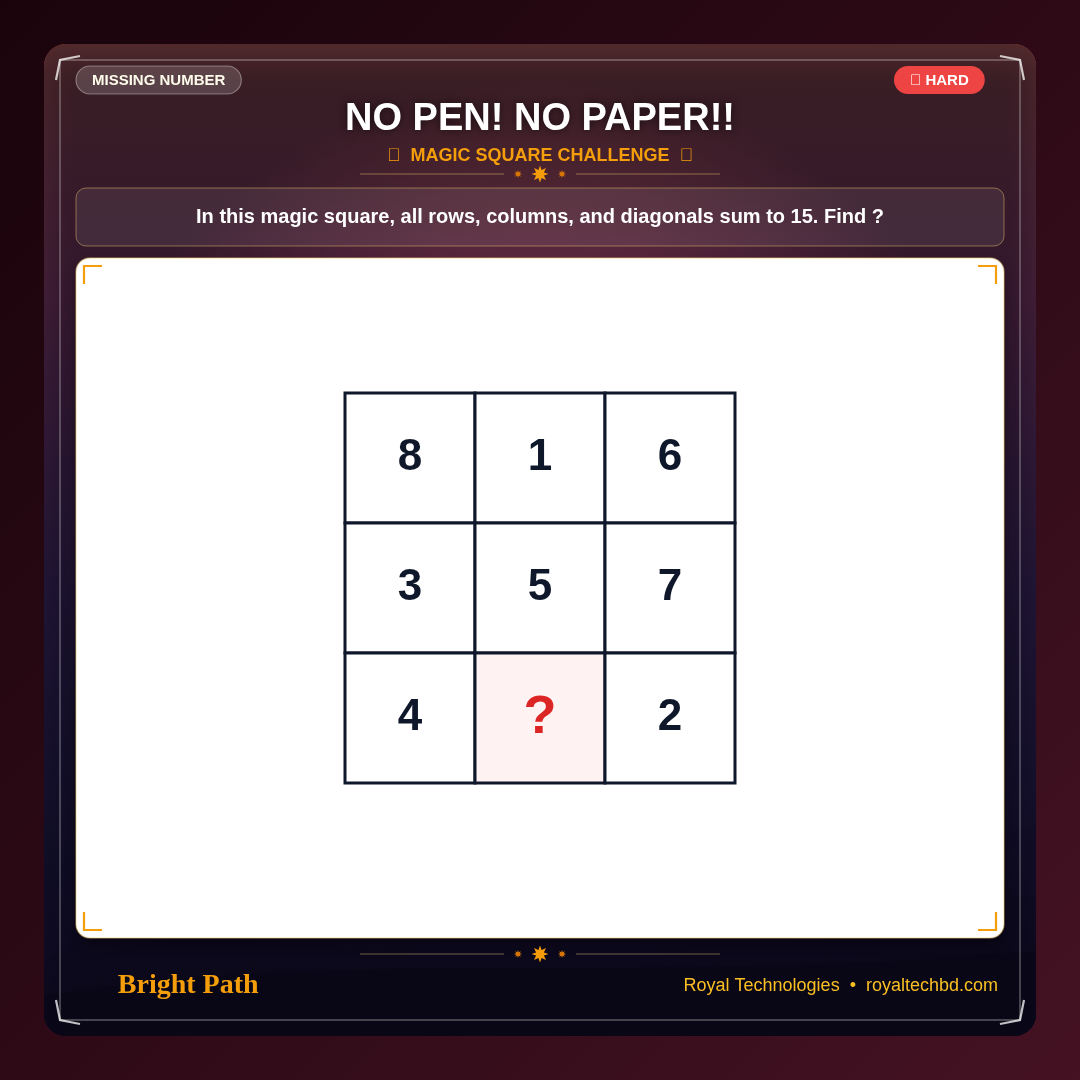 MISSING NUMBER
HARD
NO PEN! NO PAPER!!
MAGIC SQUARE CHALLENGE
In this magic square, all rows, columns, and diagonals sum to 15. Find ?
8 1 6
3 5 7
4 ? 2
Bright Path
Royal Technologies • royaltechbd.com